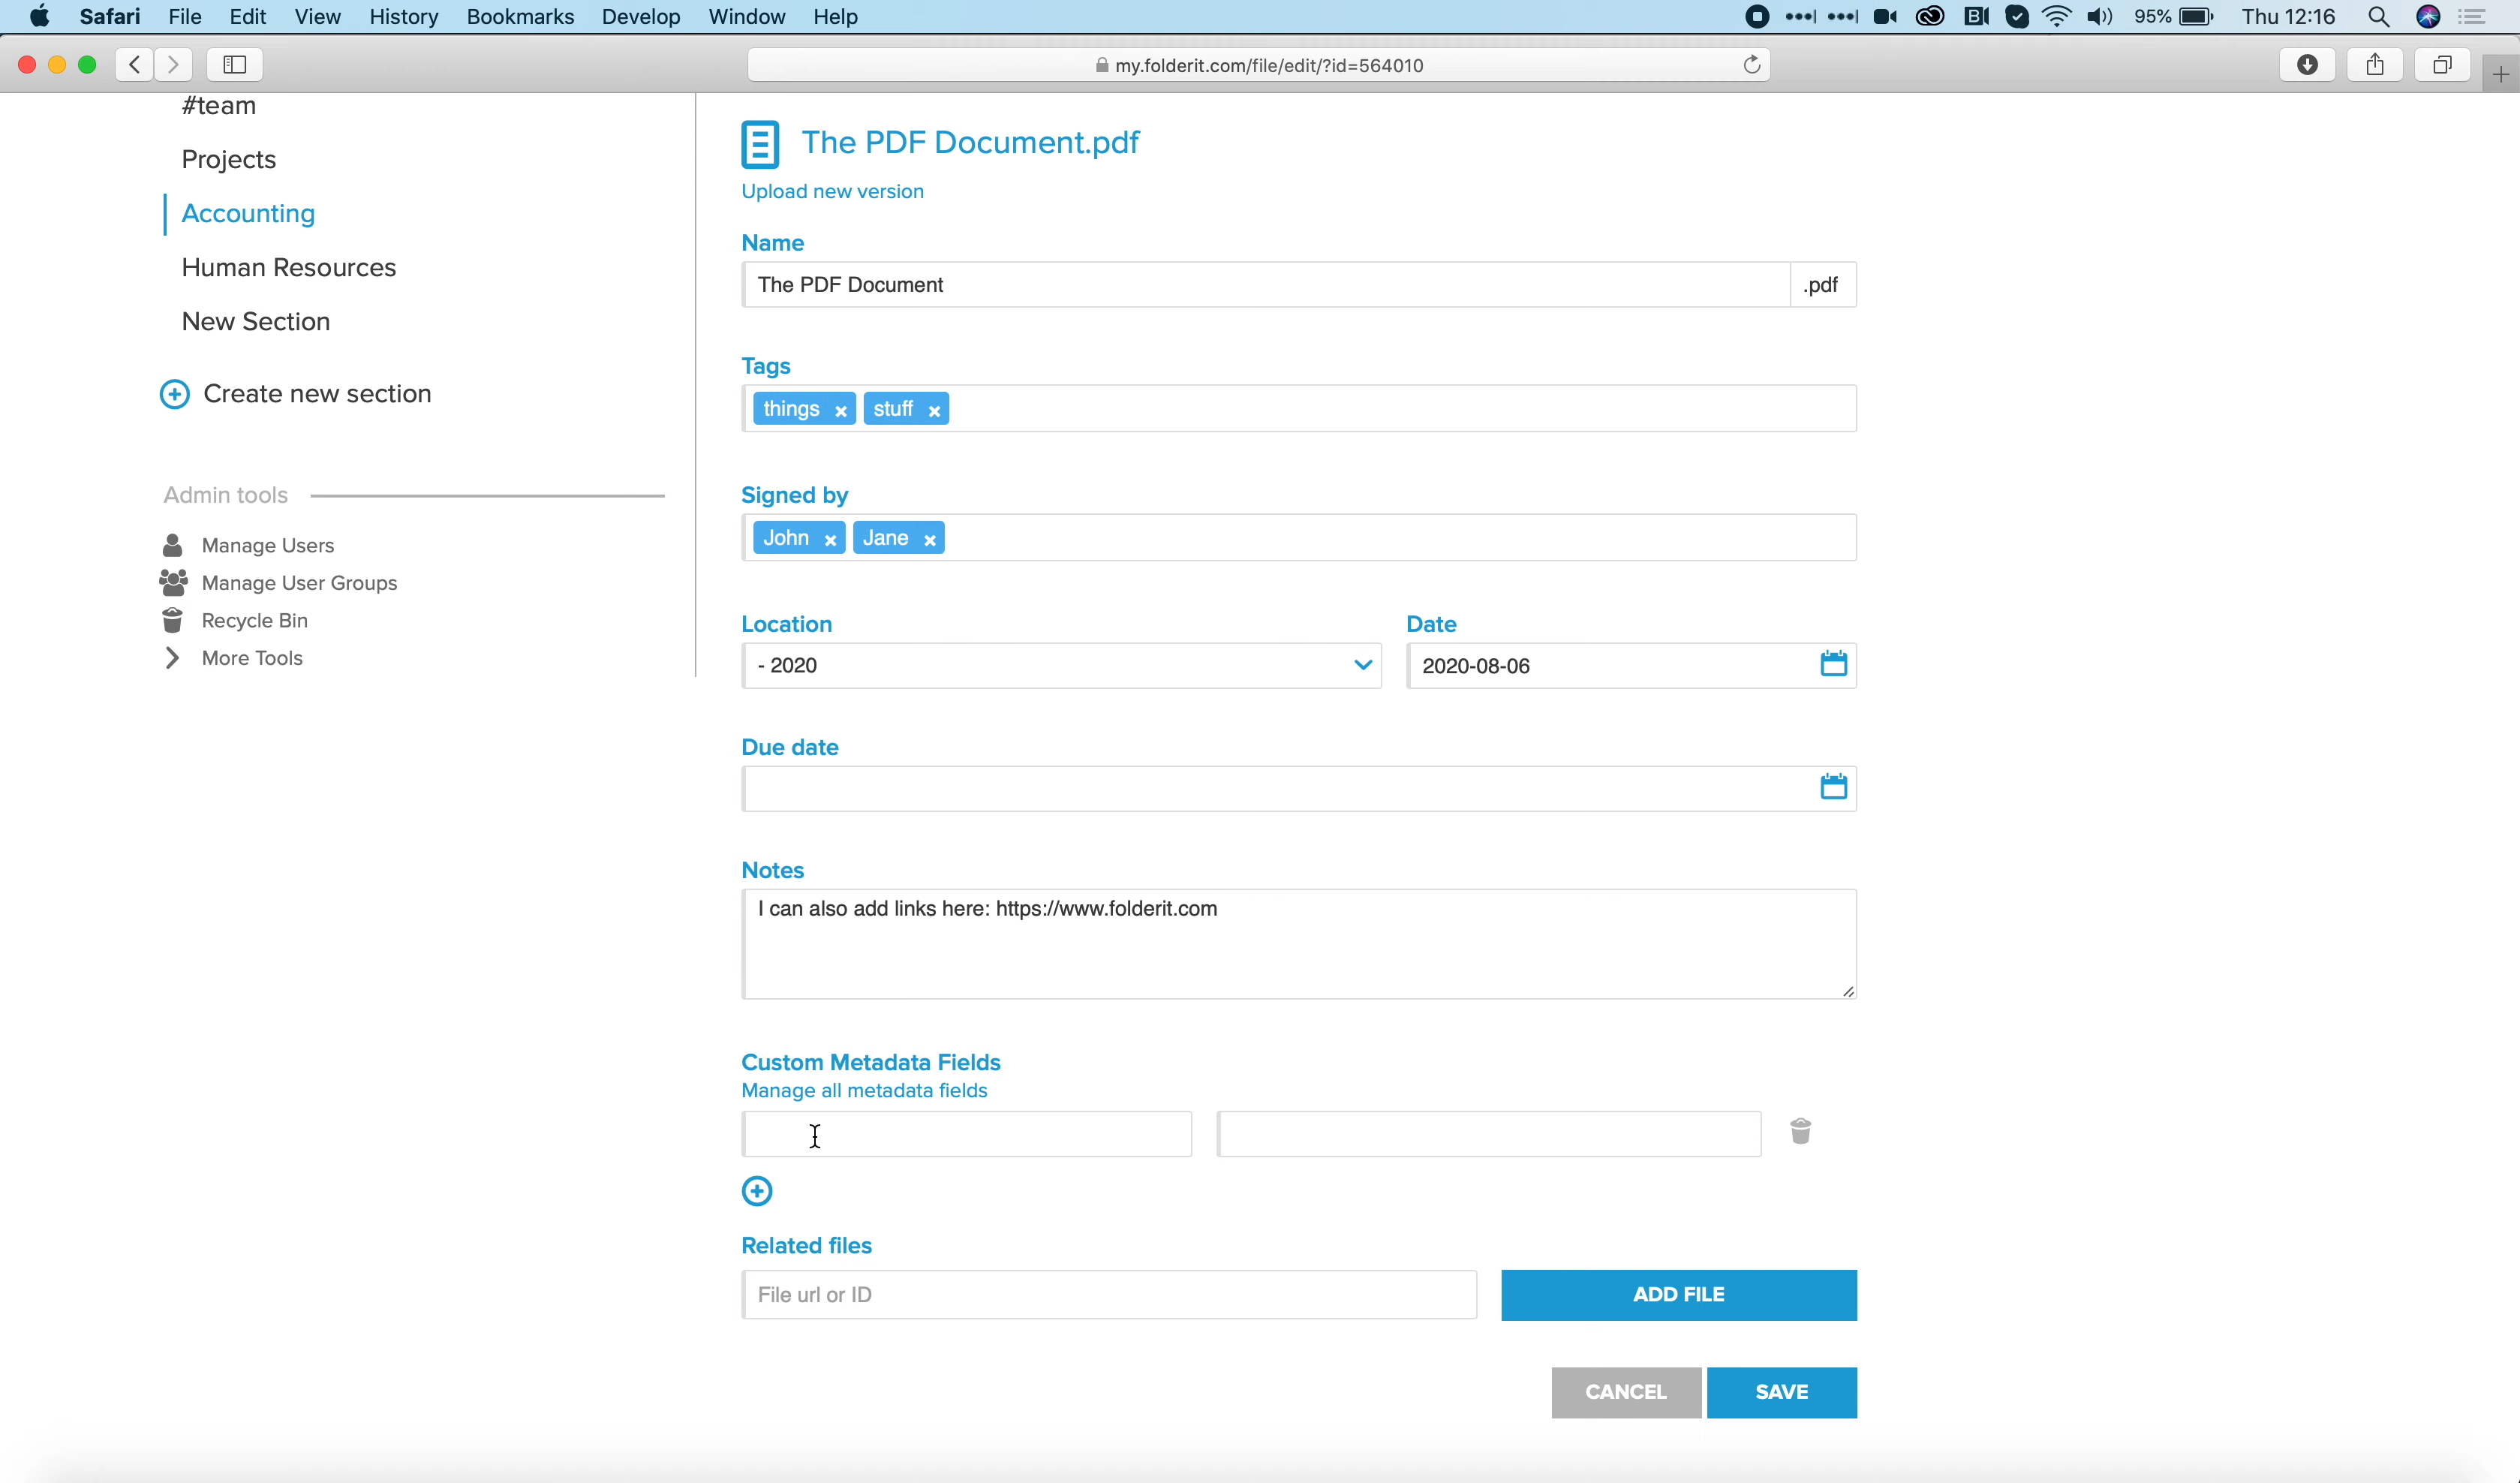 Safari File Edit View History Bookmarks Develop Window Help 95% Thu 12:16
my.folderit.com/file/edit/?id=564010
#team
Projects
Accounting
Human Resources
New Section
Create new section
Admin tools
Manage Users
Manage User Groups
Recycle Bin
More Tools
The PDF Document.pdf
Upload new version
Name
The PDF Document .pdf
Tags
things × stuff ×
Signed by
John × Jane ×
Location Date
- 2020 2020-08-06
Due date
Notes
I can also add links here: https://www.folderit.com
Custom Metadata Fields
Manage all metadata fields
Related files
File url or ID ADD FILE
CANCEL SAVE